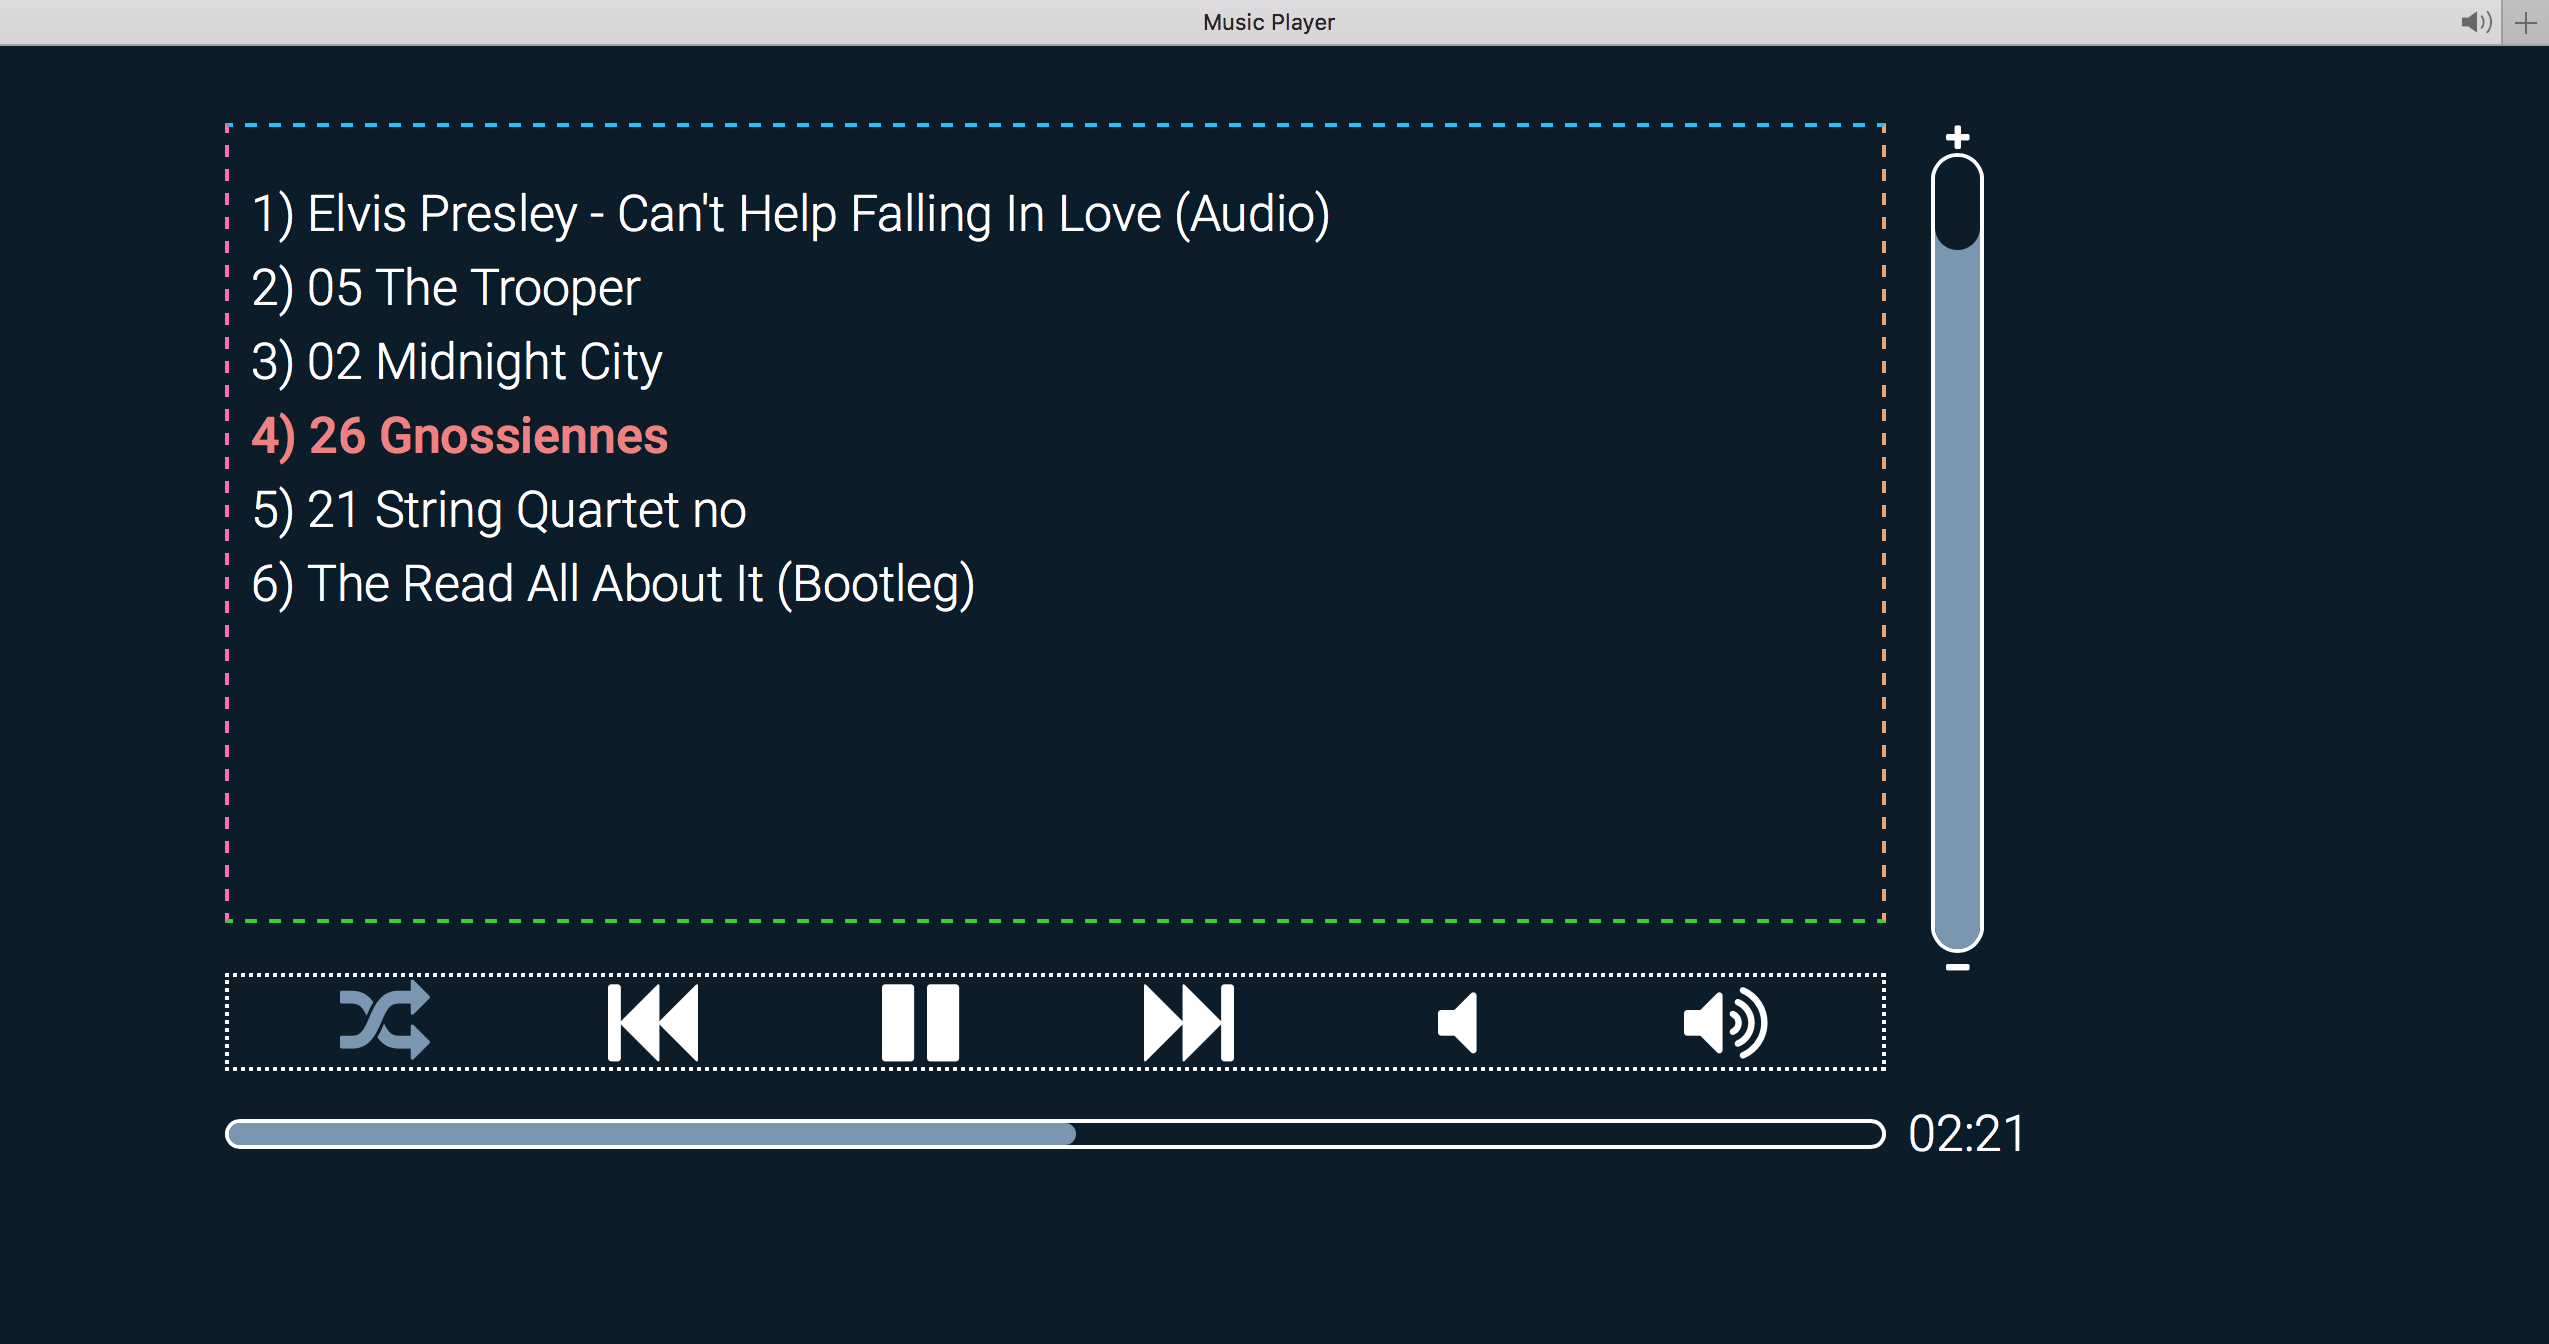 Music Player
1) Elvis Presley - Can't Help Falling In Love (Audio)
2) 05 The Trooper
3) 02 Midnight City
4) 26 Gnossiennes
5) 21 String Quartet no
6) The Read All About It (Bootleg)
02:21